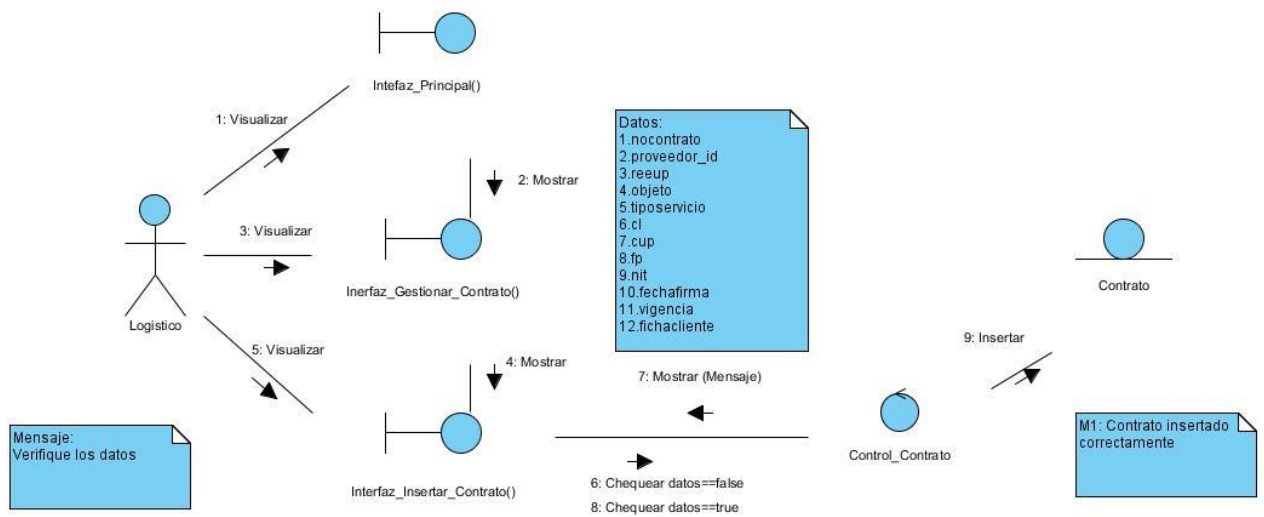 Intefaz_Principal()
1: Visualizar
2: Mostrar
3: Visualizar
Inerfaz_Gestionar_Contrato()
Logistico
Datos:
1.nocontrato
2.proveedor_id
3.reeup
4.objeto
5.tiposervicio
6.cl
7.cup
8.fp
9.nit
10.fechafirma
11.vigencia
12.fichacliente
Contrato
5: Visualizar
4: Mostrar
7: Mostrar (Mensaje)
9: Insertar
Mensaje:
Verifique los datos
Interfaz_Insertar_Contrato()
Control_Contrato
6: Chequear datos==false
8: Chequear datos==true
M1: Contrato insertado
correctamente